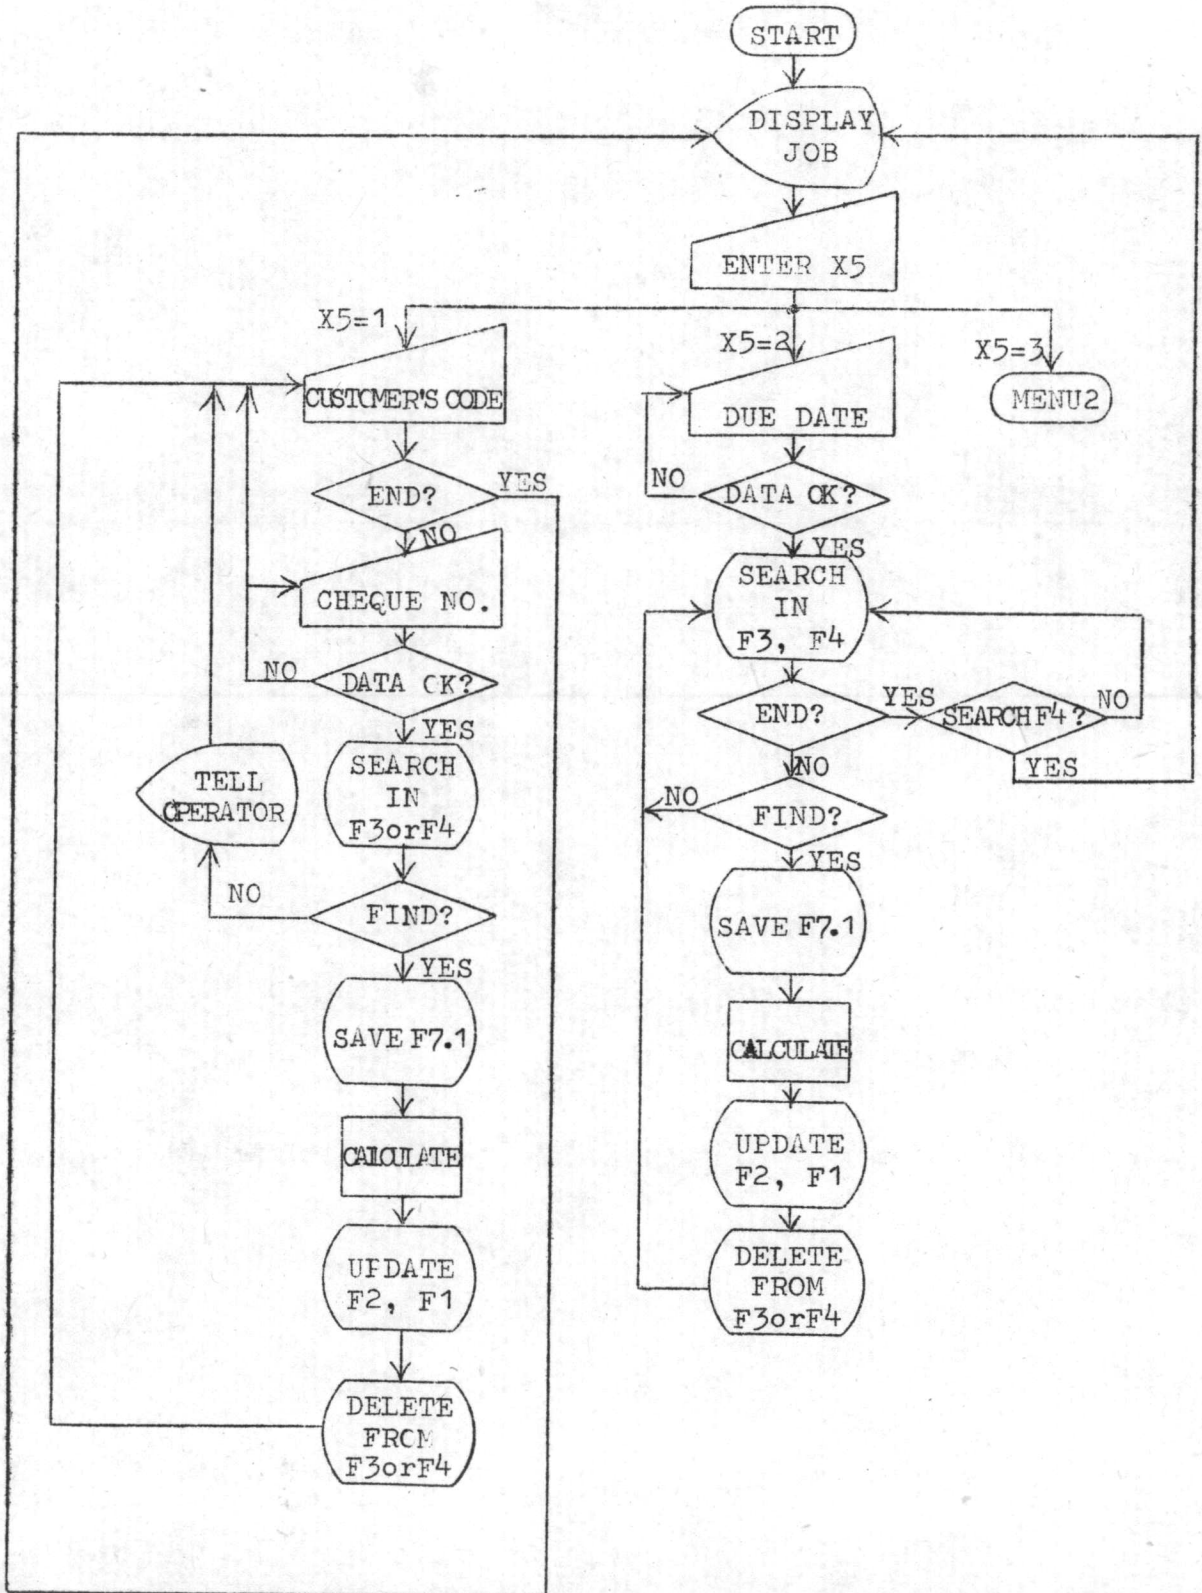 START
DISPLAY
JOB
ENTER X5
X5=1
X5=2
X5=3
CUSTOMER'S CODE
DUE DATE
MENU2
END?
YES
NO
CHEQUE NO.
DATA OK?
NO
YES
SEARCH
IN
F3orF4
TELL
OPERATOR
FIND?
NO
YES
SAVE F7.1
CALCULATE
UPDATE
F2, F1
DELETE
FROM
F3orF4
DATA OK?
NO
YES
SEARCH
IN
F3, F4
END?
YES
SEARCH F4?
NO
YES
NO
FIND?
NO
YES
SAVE F7.1
CALCULATE
UPDATE
F2, F1
DELETE
FROM
F3orF4